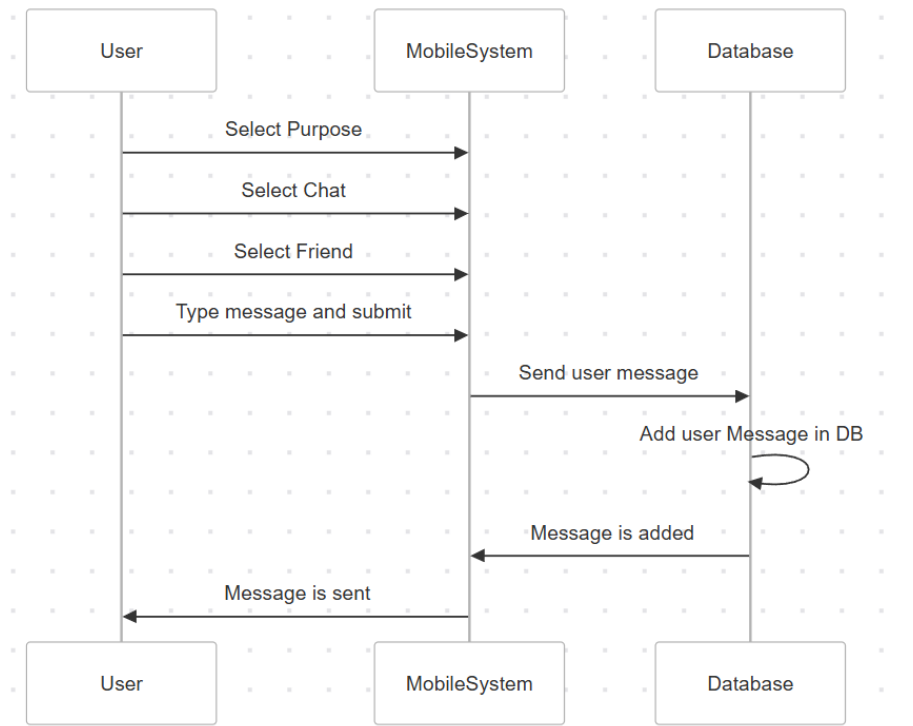 User
MobileSystem
Database
Select Purpose
Select Chat
Select Friend
Type message and submit
Send user message
Add user Message in DB
Message is added
Message is sent
User
MobileSystem
Database